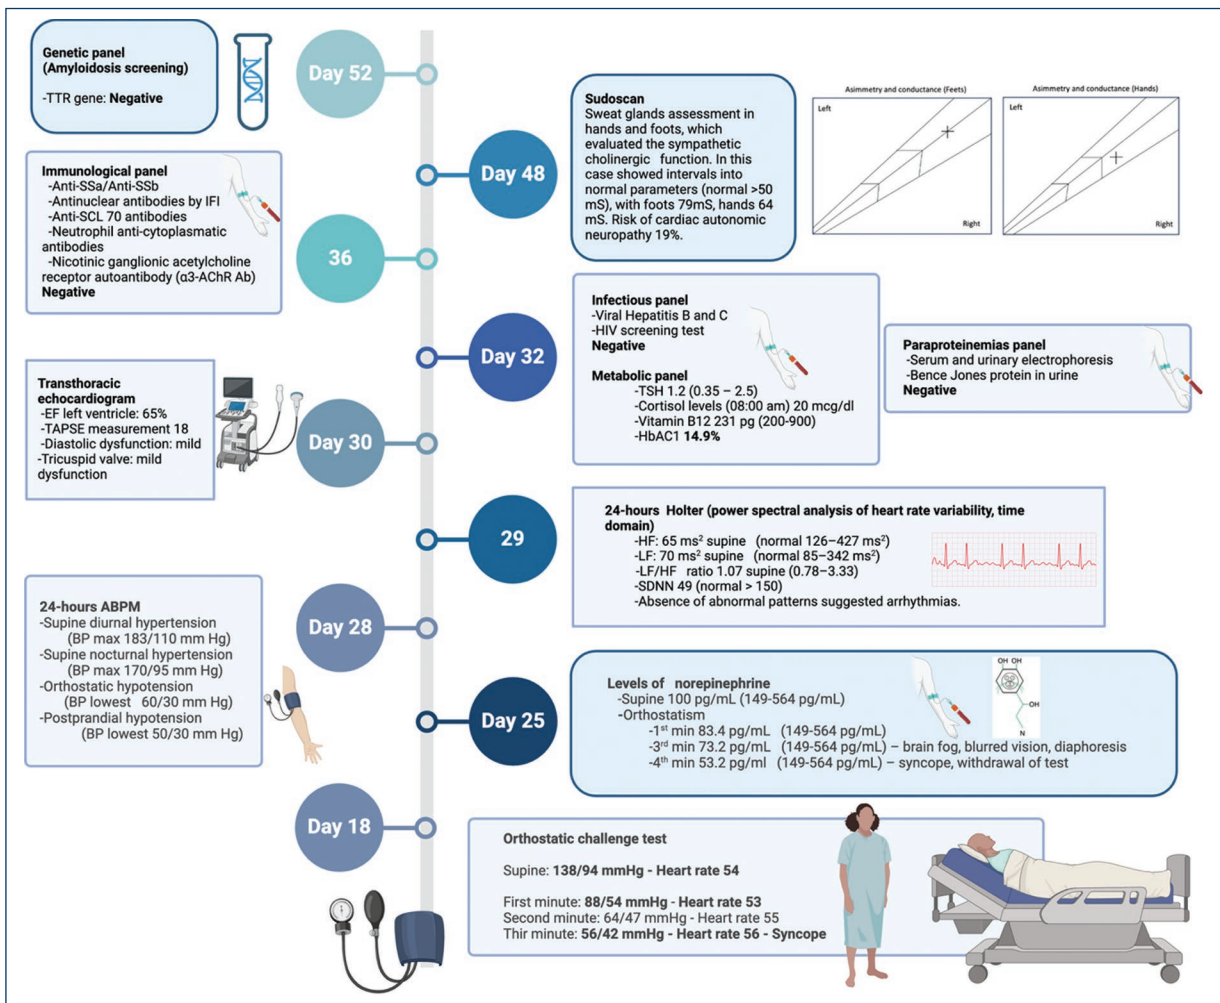 Genetic panel
(Amyloidosis screening)
-TTR gene: Negative
Day 52
Sudoscan
Sweat glands assessment in
hands and foots, which
evaluated the sympathetic
cholinergic function. In this
case showed intervals into
normal parameters (normal >50
mS), with foots 79mS, hands 64
mS. Risk of cardiac autonomic
neuropathy 19%.
Day 48
Asimmetry and conductance (Feets)
Left
Right
Asimmetry and conductance (Hands)
Left
Right
Immunological panel
-Anti-SSa/Anti-SSb
-Antinuclear antibodies by IFI
-Anti-SCL 70 antibodies
-Neutrophil anti-cytoplasmatic
antibodies
-Nicotinic ganglionic acetylcholine
receptor autoantibody (α3-AChR Ab)
Negative
36
Day 32
Infectious panel
-Viral Hepatitis B and C
-HIV screening test
Negative
Metabolic panel
-TSH 1.2 (0.35 – 2.5)
-Cortisol levels (08:00 am) 20 mcg/dl
-Vitamin B12 231 pg (200-900)
-HbAC1 14.9%
Paraproteinemias panel
-Serum and urinary electrophoresis
-Bence Jones protein in urine
Negative
Transthoracic
echocardiogram
-EF left ventricle: 65%
-TAPSE measurement 18
-Diastolic dysfunction: mild
-Tricuspid valve: mild
dysfunction
Day 30
29
24-hours Holter (power spectral analysis of heart rate variability, time
domain)
-HF: 65 ms² supine (normal 126–427 ms²)
-LF: 70 ms² supine (normal 85–342 ms²)
-LF/HF ratio 1.07 supine (0.78–3.33)
-SDNN 49 (normal > 150)
-Absence of abnormal patterns suggested arrhythmias.
24-hours ABPM
-Supine diurnal hypertension
(BP max 183/110 mm Hg)
-Supine nocturnal hypertension
(BP max 170/95 mm Hg)
-Orthostatic hypotension
(BP lowest 60/30 mm Hg)
-Postprandial hypotension
(BP lowest 50/30 mm Hg)
Day 28
Day 25
Levels of norepinephrine
-Supine 100 pg/mL (149-564 pg/mL)
-Orthostatism
-1st min 83.4 pg/mL (149-564 pg/mL)
-3rd min 73.2 pg/mL (149-564 pg/mL) – brain fog, blurred vision, diaphoresis
-4th min 53.2 pg/ml (149-564 pg/mL) – syncope, withdrawal of test
OH OH
OH
N
Day 18
Orthostatic challenge test
Supine: 138/94 mmHg - Heart rate 54
First minute: 88/54 mmHg - Heart rate 53
Second minute: 64/47 mmHg - Heart rate 55
Thir minute: 56/42 mmHg - Heart rate 56 - Syncope